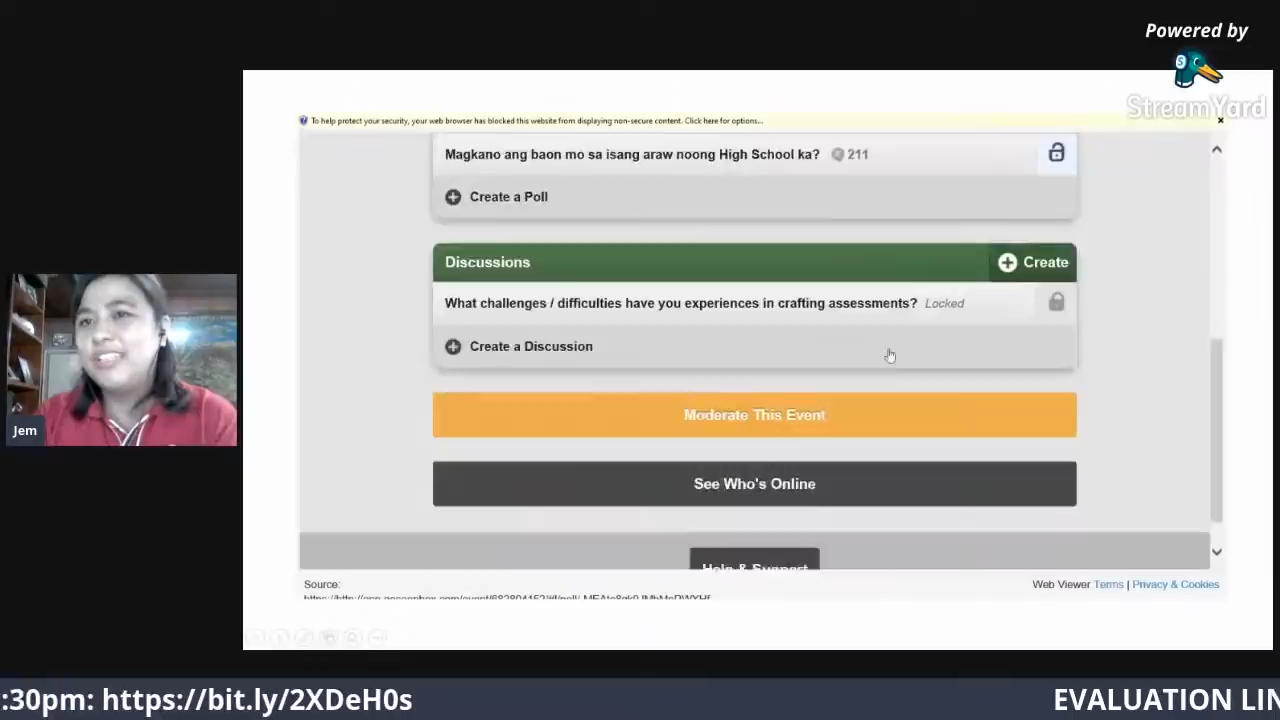 Powered by
StreamYard
To help protect your security, your web browser has blocked this website from displaying non-secure content. Click here for options...
Magkano ang baon mo sa isang araw noong High School ka? 211
Create a Poll
Discussions
Create
What challenges / difficulties have you experiences in crafting assessments? Locked
Create a Discussion
Moderate This Event
See Who's Online
Help & Support
Source:
Web Viewer Terms | Privacy & Cookies
Jem
:30pm: https://bit.ly/2XDeH0s
EVALUATION LIN